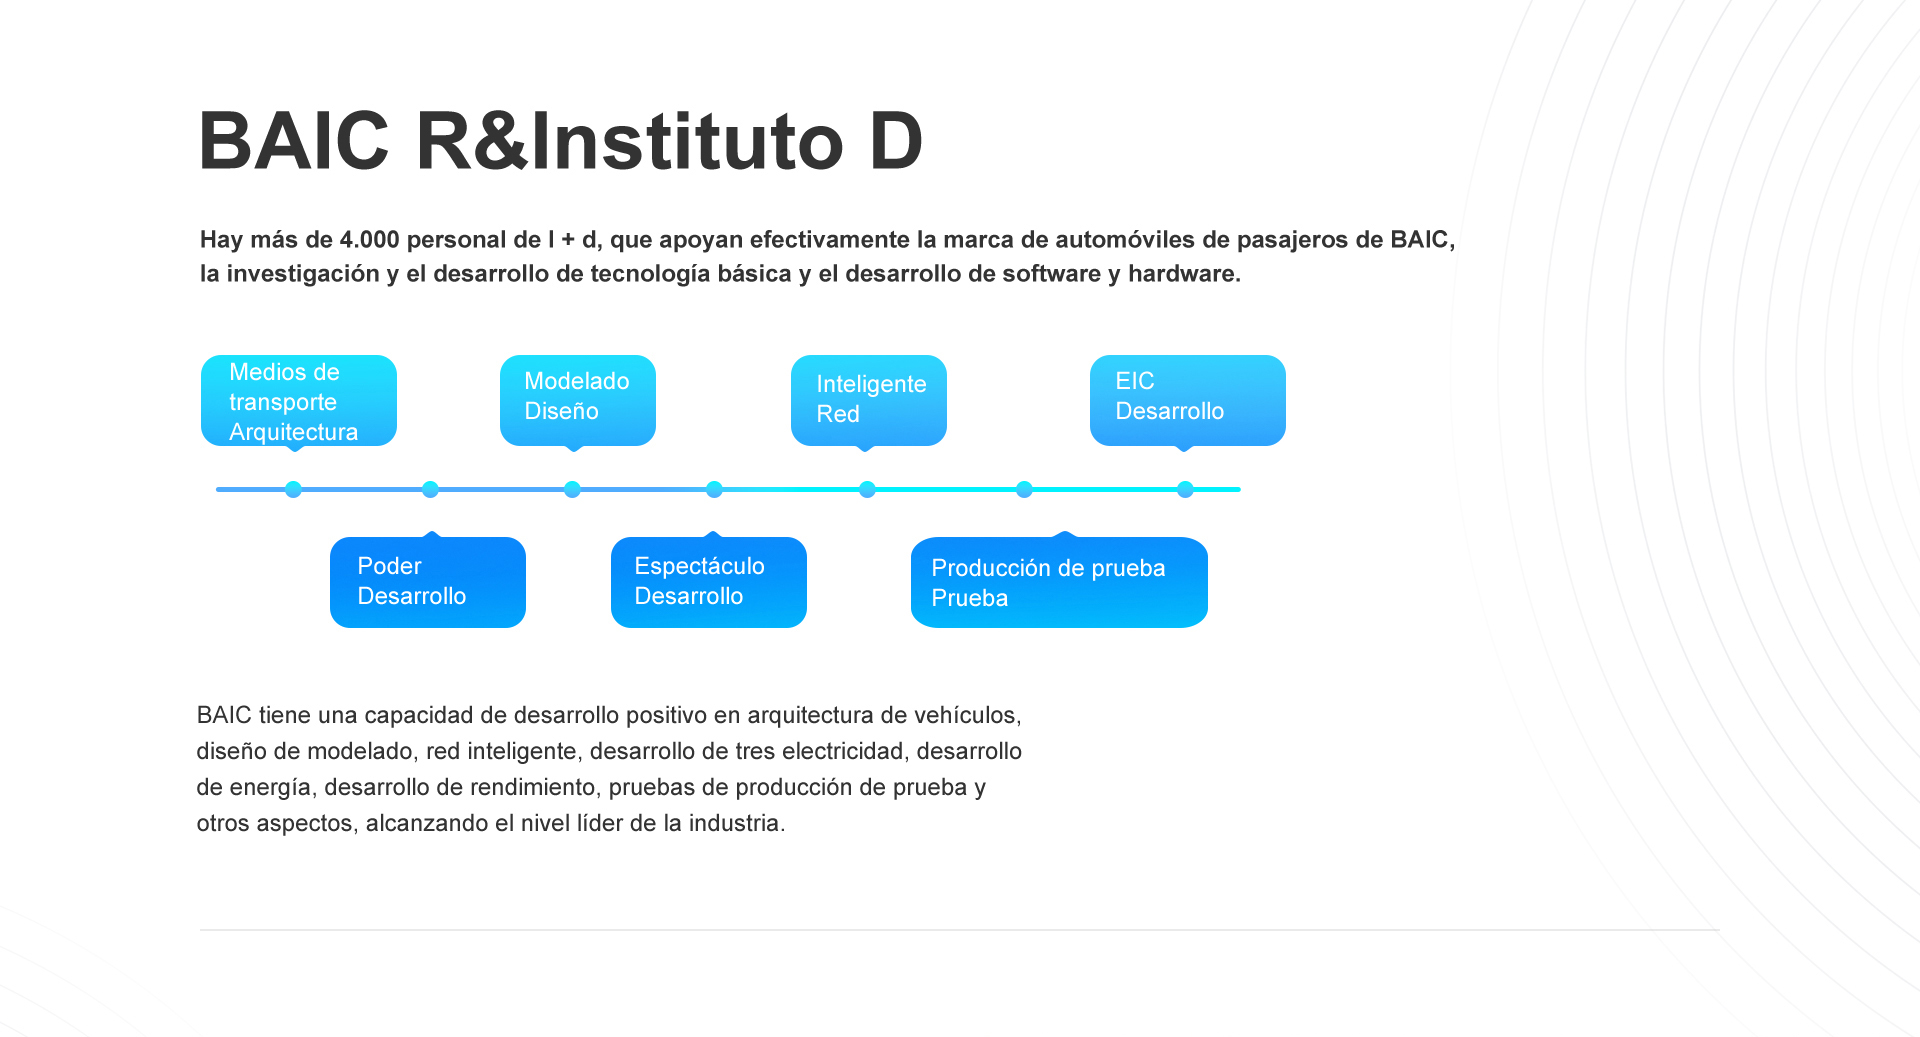 BAIC R&Instituto D
Hay más de 4.000 personal de I + d, que apoyan efectivamente la marca de automóviles de pasajeros de BAIC,
la investigación y el desarrollo de tecnología básica y el desarrollo de software y hardware.
Medios de
transporte
Arquitectura
Modelado
Diseño
Inteligente
Red
EIC
Desarrollo
Poder
Desarrollo
Espectáculo
Desarrollo
Producción de prueba
Prueba
BAIC tiene una capacidad de desarrollo positivo en arquitectura de vehículos,
diseño de modelado, red inteligente, desarrollo de tres electricidad, desarrollo
de energía, desarrollo de rendimiento, pruebas de producción de prueba y
otros aspectos, alcanzando el nivel líder de la industria.